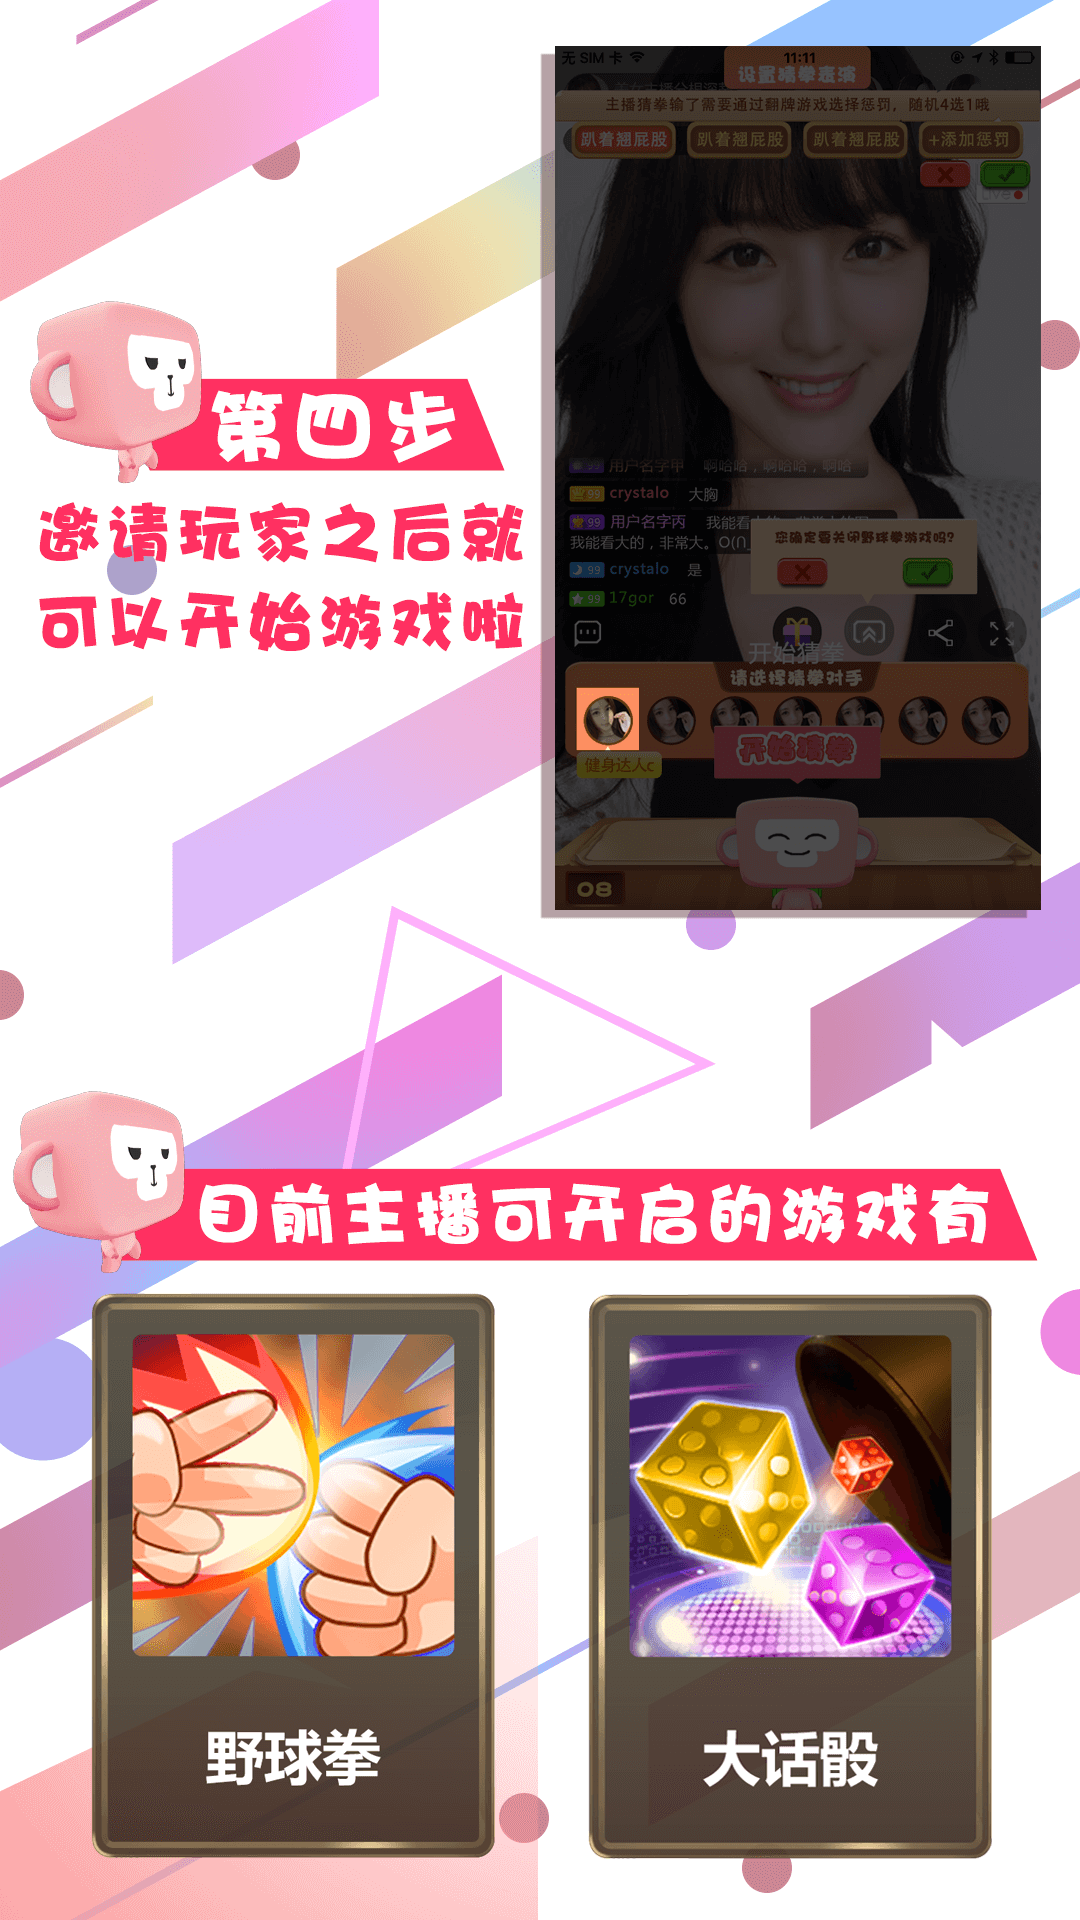 无 SIM 卡
11:11
设置猜拳表演
主播猜拳输了需要通过翻牌游戏选择惩罚，随机4选1哦
趴着翘屁股
趴着翘屁股
趴着翘屁股
+添加惩罚
Live
第四步
邀请玩家之后就
可以开始游戏啦
99 用户名字甲 啊哈哈，啊哈哈，啊哈
99 crystalo 大胸
99 用户名字丙 我能看
我能看大的，非常大。O(∩_
99 crystalo 是
99 17gor 66
您确定要关闭野球拳游戏吗？
开始猜拳
请选择猜拳对手
开始猜拳
健身达人c
08
目前主播可开启的游戏有
野球拳
大话骰